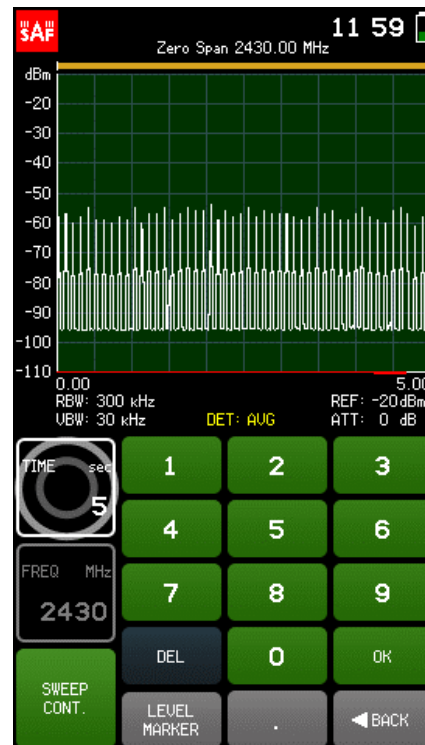 SAF
11 59
Zero Span 2430.00 MHz
dBm
-20
-30
-40
-50
-60
-70
-80
-90
-100
-110
0.00 5.00
RBW: 300 kHz REF: -20dBm
VBW: 30 kHz DET: AVG ATT: 0 dB
TIME sec
5
1 2 3
4 5 6
FREQ MHz
2430
7 8 9
DEL 0 OK
SWEEP
CONT.
LEVEL
MARKER
. BACK